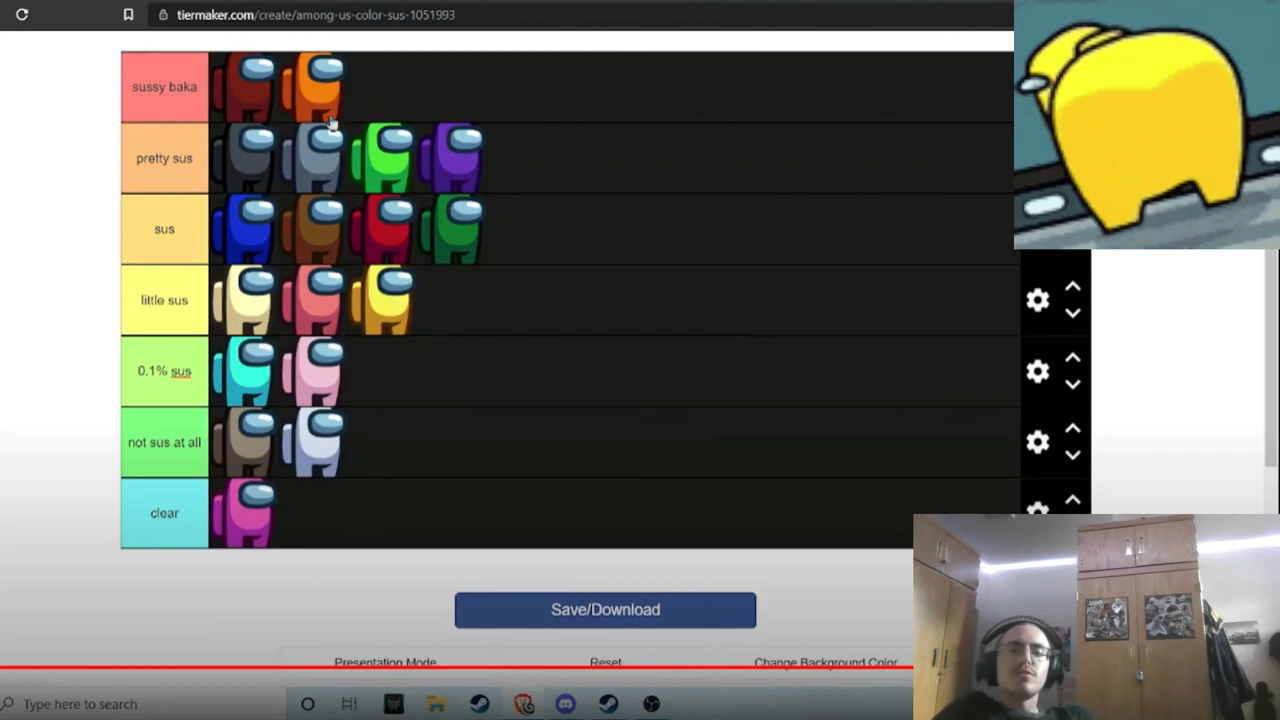 tiermaker.com/create/among-us-color-sus-1051993
sussy baka
pretty sus
sus
little sus
0.1% sus
not sus at all
clear
Save/Download
Presentation Mode
Reset
Change Background Color
Type here to search